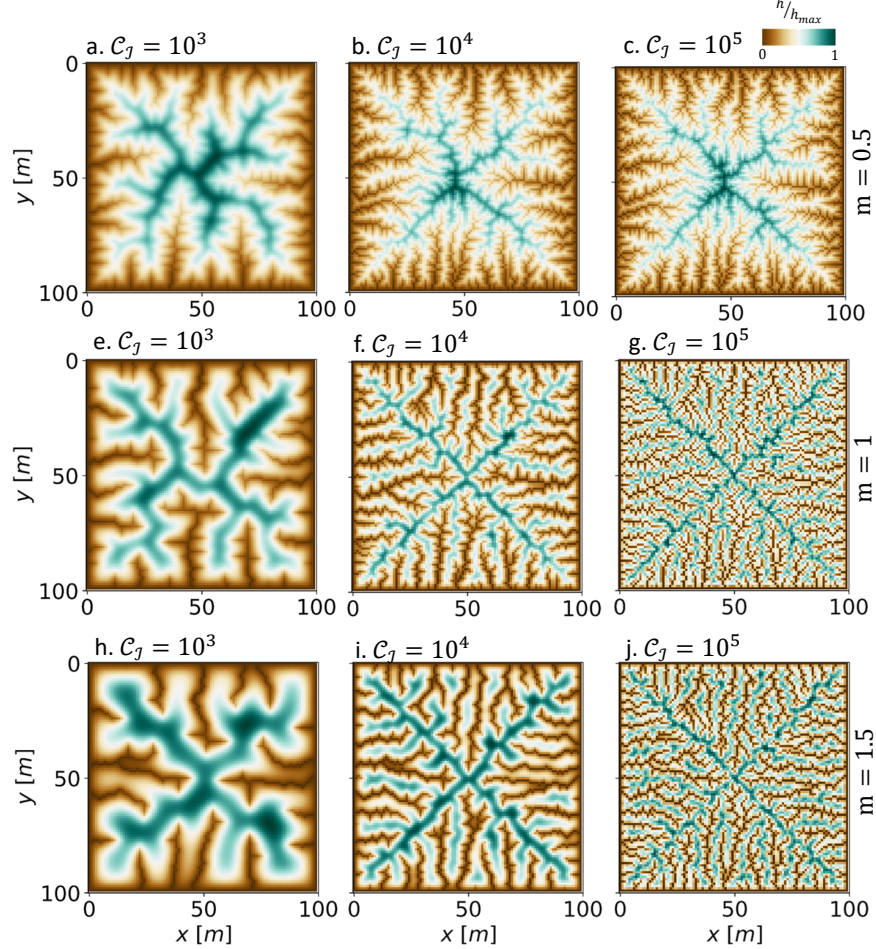 h/h_max
0 1
a. 𝒞_𝒥 = 10³ b. 𝒞_𝒥 = 10⁴ c. 𝒞_𝒥 = 10⁵
0
50
100
y [m]
0 50 100 0 50 100 0 50 100
m = 0.5
e. 𝒞_𝒥 = 10³ f. 𝒞_𝒥 = 10⁴ g. 𝒞_𝒥 = 10⁵
0
50
100
y [m]
0 50 100 0 50 100 0 50 100
m = 1
h. 𝒞_𝒥 = 10³ i. 𝒞_𝒥 = 10⁴ j. 𝒞_𝒥 = 10⁵
0
50
100
y [m]
0 50 100 0 50 100 0 50 100
x [m] x [m] x [m]
m = 1.5